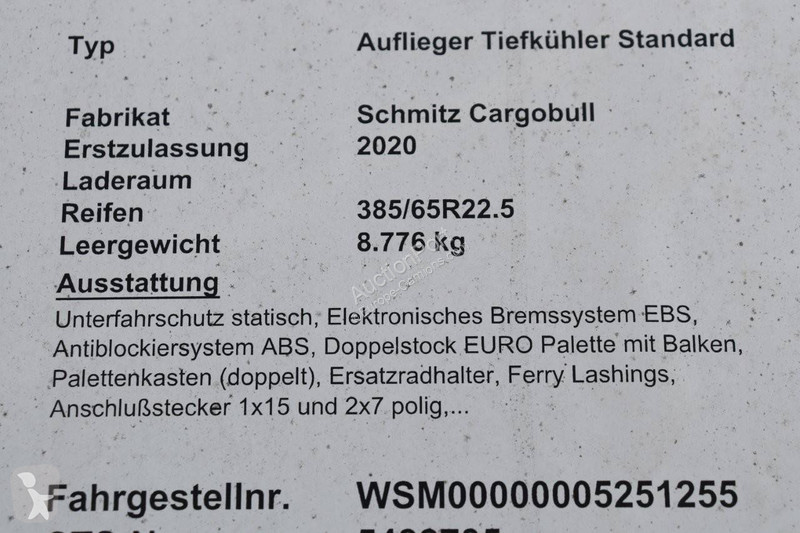 Typ Auflieger Tiefkühler Standard
Fabrikat Schmitz Cargobull
Erstzulassung 2020
Laderaum
Reifen 385/65R22.5
Leergewicht 8.776 kg
Ausstattung
Unterfahrschutz statisch, Elektronisches Bremssystem EBS,
Antiblockiersystem ABS, Doppelstock EURO Palette mit Balken,
Palettenkasten (doppelt), Ersatzradhalter, Ferry Lashings,
Anschlußstecker 1x15 und 2x7 polig,...
Fahrgestellnr. WSM00000005251255